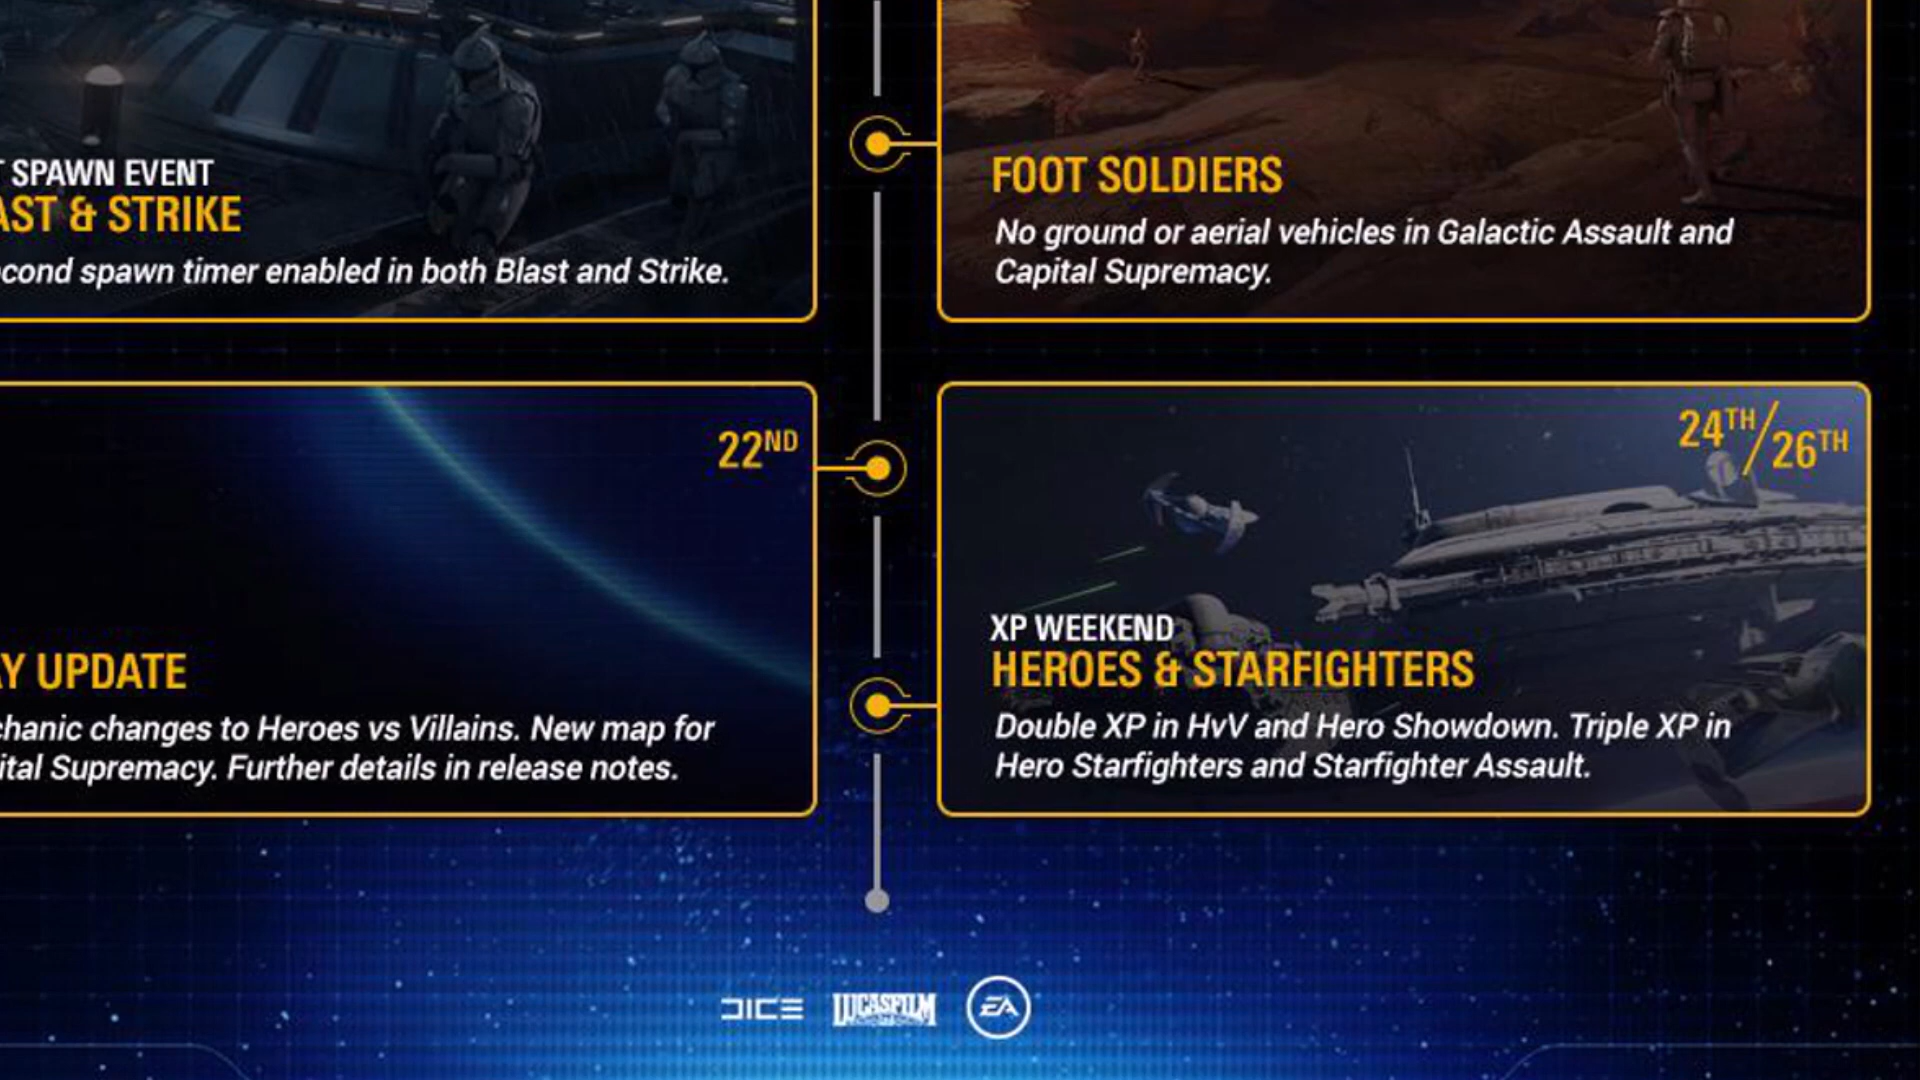 T SPAWN EVENT
AST & STRIKE
econd spawn timer enabled in both Blast and Strike.
FOOT SOLDIERS
No ground or aerial vehicles in Galactic Assault and
Capital Supremacy.
22ND
AY UPDATE
chanic changes to Heroes vs Villains. New map for
ital Supremacy. Further details in release notes.
24TH/26TH
XP WEEKEND
HEROES & STARFIGHTERS
Double XP in HvV and Hero Showdown. Triple XP in
Hero Starfighters and Starfighter Assault.
DICE LUCASFILM EA